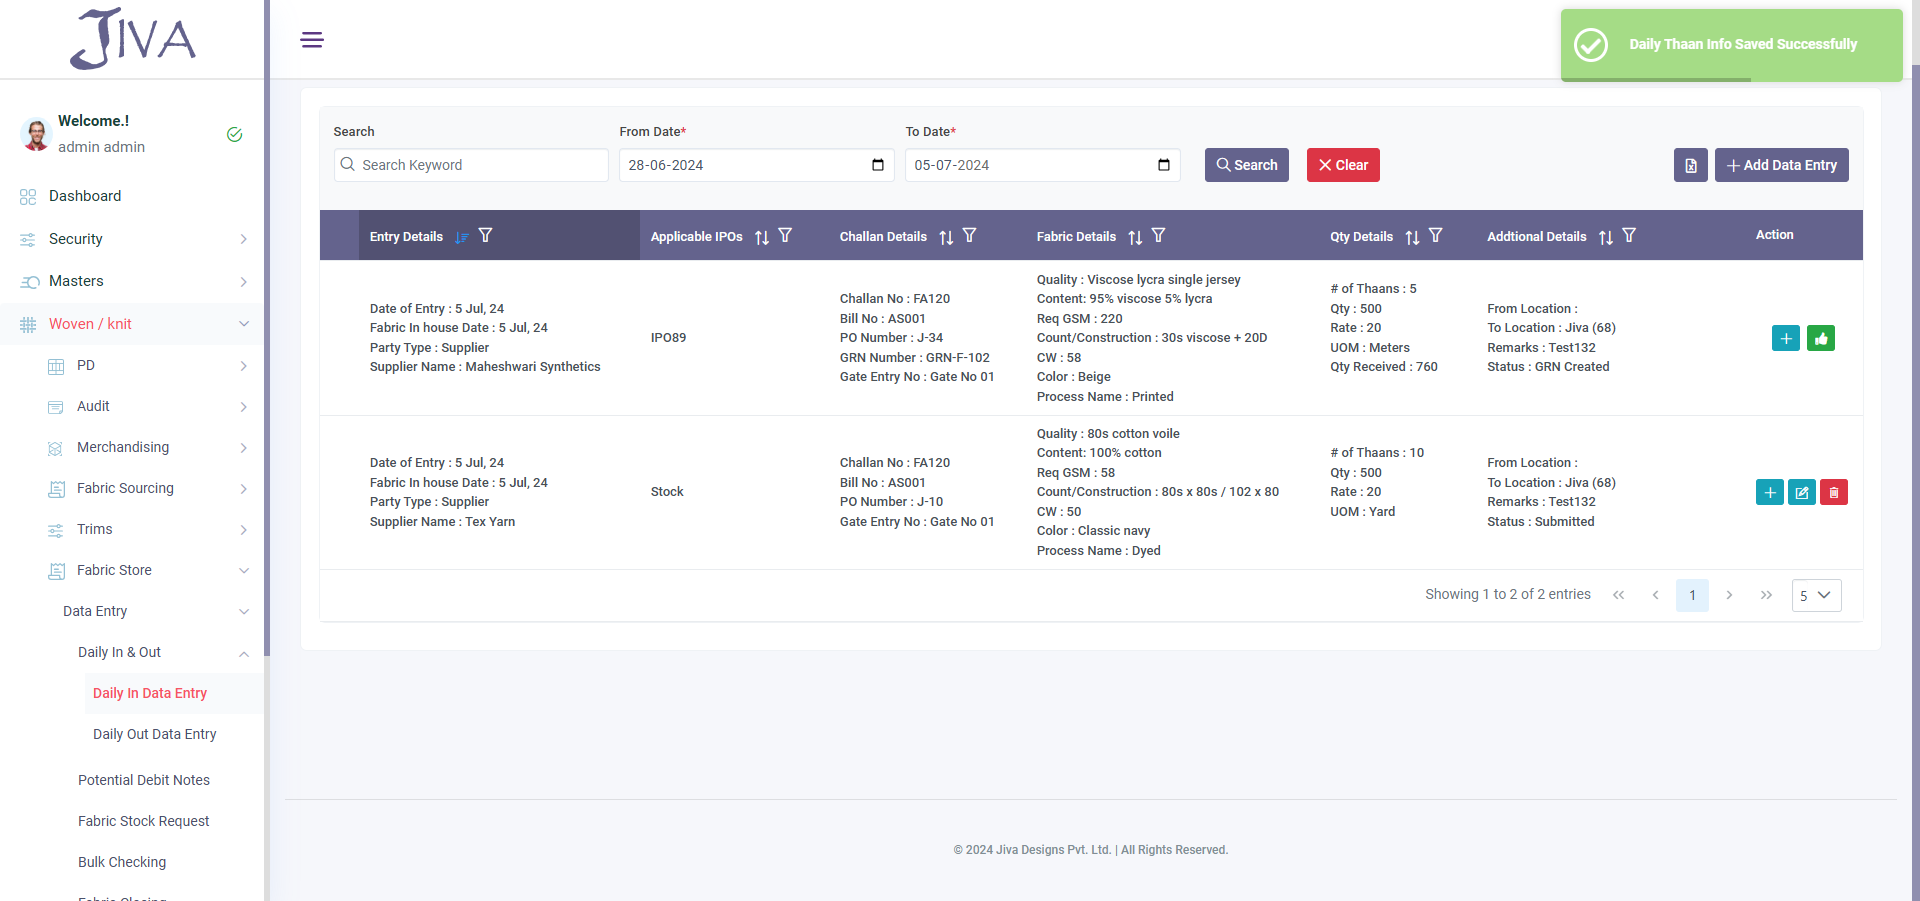 JIVA
Daily Thaan Info Saved Successfully
Welcome.!
admin admin
Dashboard
Security
Masters
Woven / knit
PD
Audit
Merchandising
Fabric Sourcing
Trims
Fabric Store
Data Entry
Daily In & Out
Daily In Data Entry
Daily Out Data Entry
Potential Debit Notes
Fabric Stock Request
Bulk Checking
Fabric Closing
Search
From Date*
To Date*
Search Keyword
28-06-2024
05-07-2024
Search
Clear
Add Data Entry
Entry Details
Applicable IPOs
Challan Details
Fabric Details
Qty Details
Addtional Details
Action
Date of Entry : 5 Jul, 24
Fabric In house Date : 5 Jul, 24
Party Type : Supplier
Supplier Name : Maheshwari Synthetics
IPO89
Challan No : FA120
Bill No : AS001
PO Number : J-34
GRN Number : GRN-F-102
Gate Entry No : Gate No 01
Quality : Viscose lycra single jersey
Content: 95% viscose 5% lycra
Req GSM : 220
Count/Construction : 30s viscose + 20D
CW : 58
Color : Beige
Process Name : Printed
# of Thaans : 5
Qty : 500
Rate : 20
UOM : Meters
Qty Received : 760
From Location :
To Location : Jiva (68)
Remarks : Test132
Status : GRN Created
Date of Entry : 5 Jul, 24
Fabric In house Date : 5 Jul, 24
Party Type : Supplier
Supplier Name : Tex Yarn
Stock
Challan No : FA120
Bill No : AS001
PO Number : J-10
Gate Entry No : Gate No 01
Quality : 80s cotton voile
Content: 100% cotton
Req GSM : 58
Count/Construction : 80s x 80s / 102 x 80
CW : 50
Color : Classic navy
Process Name : Dyed
# of Thaans : 10
Qty : 500
Rate : 20
UOM : Yard
From Location :
To Location : Jiva (68)
Remarks : Test132
Status : Submitted
Showing 1 to 2 of 2 entries
1
5
© 2024 Jiva Designs Pvt. Ltd. | All Rights Reserved.